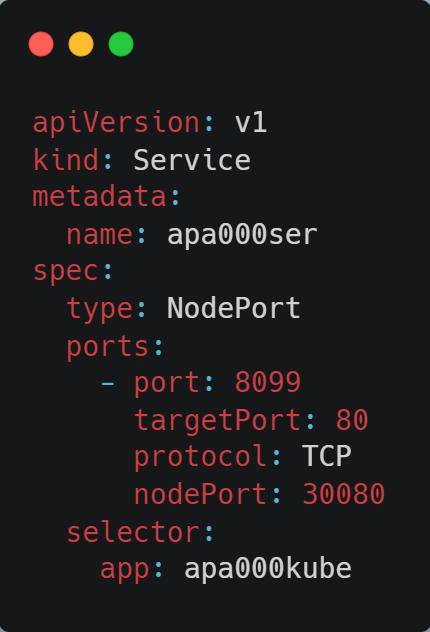 apiVersion: v1
kind: Service
metadata:
  name: apa000ser
spec:
  type: NodePort
  ports:
    - port: 8099
      targetPort: 80
      protocol: TCP
      nodePort: 30080
  selector:
    app: apa000kube